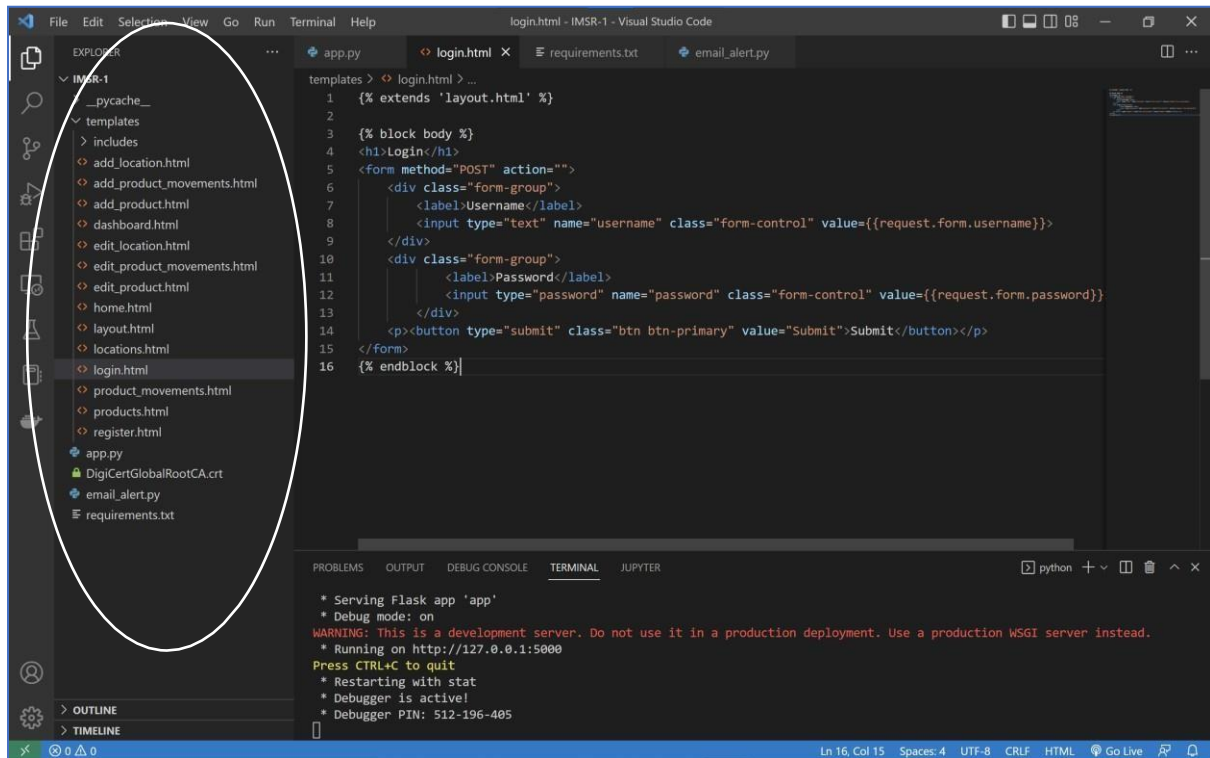 File Edit Selection View Go Run Terminal Help login.html - IMSR-1 - Visual Studio Code
EXPLORER ...
IMSR-1
__pycache__
templates
includes
add_location.html
add_product_movements.html
add_product.html
dashboard.html
edit_location.html
edit_product_movements.html
edit_product.html
home.html
layout.html
locations.html
login.html
product_movements.html
products.html
register.html
app.py
DigiCertGlobalRootCA.crt
email_alert.py
requirements.txt
OUTLINE
TIMELINE
app.py login.html requirements.txt email_alert.py
templates > login.html > ...
1 {% extends 'layout.html' %}
2
3 {% block body %}
4 <h1>Login</h1>
5 <form method="POST" action="">
6 <div class="form-group">
7 <label>Username</label>
8 <input type="text" name="username" class="form-control" value={{request.form.username}}>
9 </div>
10 <div class="form-group">
11 <label>Password</label>
12 <input type="password" name="password" class="form-control" value={{request.form.password}}
13 </div>
14 <p><button type="submit" class="btn btn-primary" value="Submit">Submit</button></p>
15 </form>
16 {% endblock %}
PROBLEMS OUTPUT DEBUG CONSOLE TERMINAL JUPYTER python
* Serving Flask app 'app'
* Debug mode: on
WARNING: This is a development server. Do not use it in a production deployment. Use a production WSGI server instead.
* Running on http://127.0.0.1:5000
Press CTRL+C to quit
* Restarting with stat
* Debugger is active!
* Debugger PIN: 512-196-405
0 0 Ln 16, Col 15 Spaces: 4 UTF-8 CRLF HTML Go Live